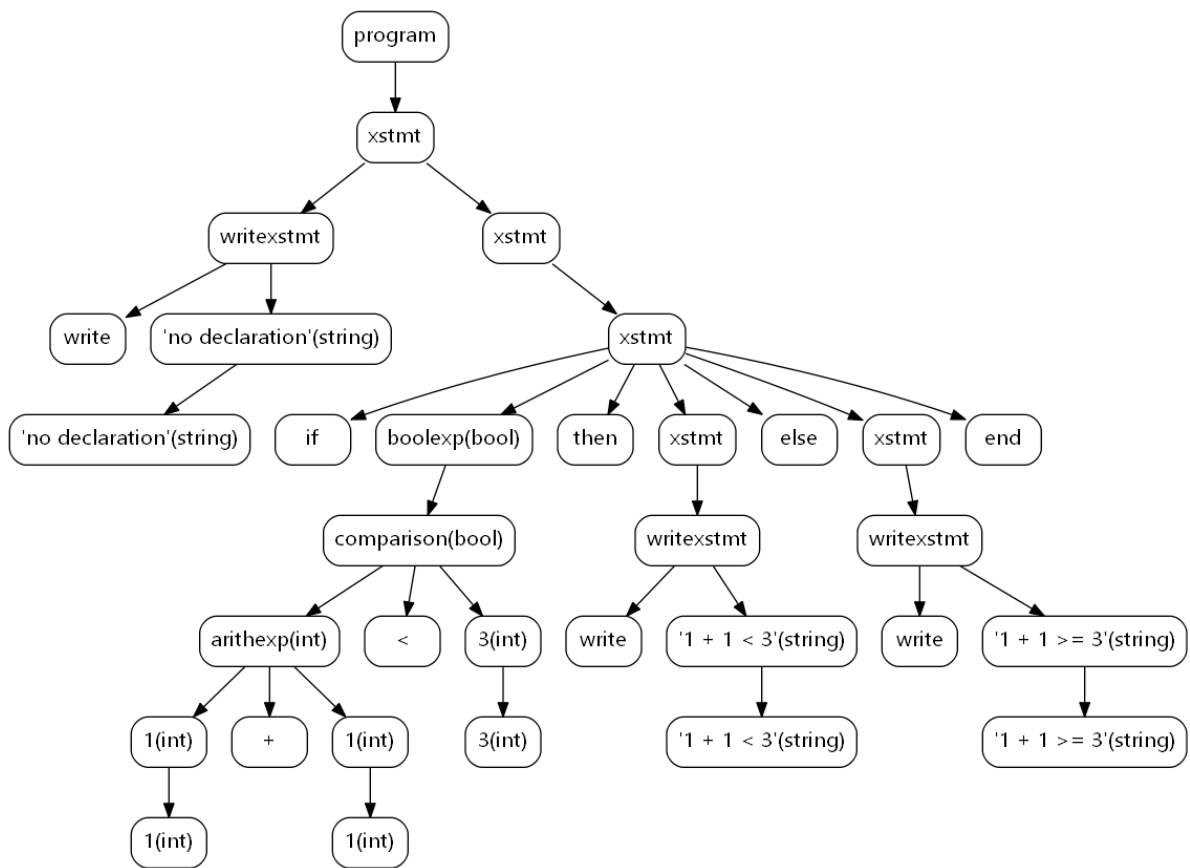 program
xstmt
writexstmt
xstmt
write
'no declaration'(string)
xstmt
'no declaration'(string)
if
boolexp(bool)
then
xstmt
else
xstmt
end
comparison(bool)
writexstmt
writexstmt
arithexp(int)
<
3(int)
write
'1 + 1 < 3'(string)
write
'1 + 1 >= 3'(string)
1(int)
+
1(int)
3(int)
'1 + 1 < 3'(string)
'1 + 1 >= 3'(string)
1(int)
1(int)